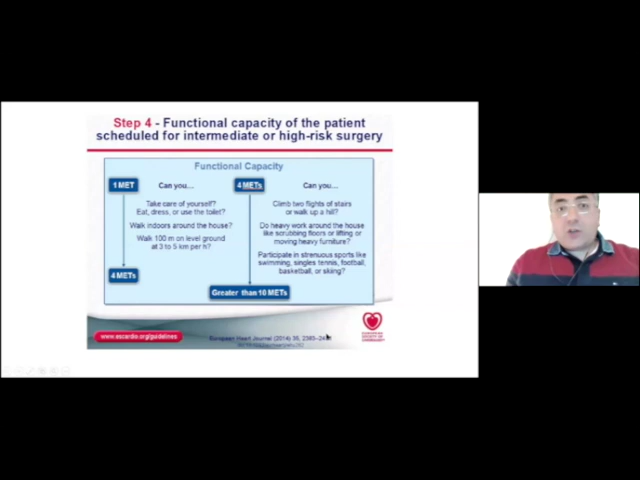 Step 4 - Functional capacity of the patient
scheduled for intermediate or high-risk surgery
Functional Capacity
1 MET
Can you...
Take care of yourself?
Eat, dress, or use the toilet?
Walk indoors around the house?
Walk 100 m on level ground
at 3 to 5 km per h?
4 METs
4 METs
Can you...
Climb two flights of stairs
or walk up a hill?
Do heavy work around the house
like scrubbing floors or lifting or
moving heavy furniture?
Participate in strenuous sports like
swimming, singles tennis, football,
basketball, or skiing?
Greater than 10 METs
www.escardio.org/guidelines
European Heart Journal (2014) 35, 2383